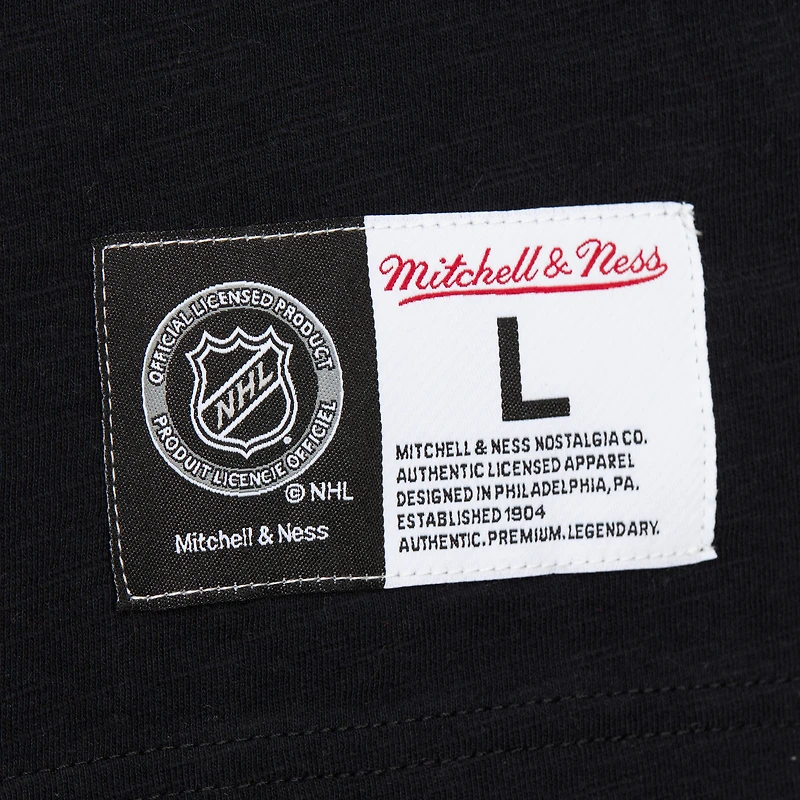 OFFICIAL LICENSED PRODUCT
NHL
PRODUIT LICENCIE OFFICIEL
© NHL
Mitchell & Ness
Mitchell & Ness
L
MITCHELL & NESS NOSTALGIA CO.
AUTHENTIC LICENSED APPAREL
DESIGNED IN PHILADELPHIA, PA.
ESTABLISHED 1904
AUTHENTIC. PREMIUM. LEGENDARY.